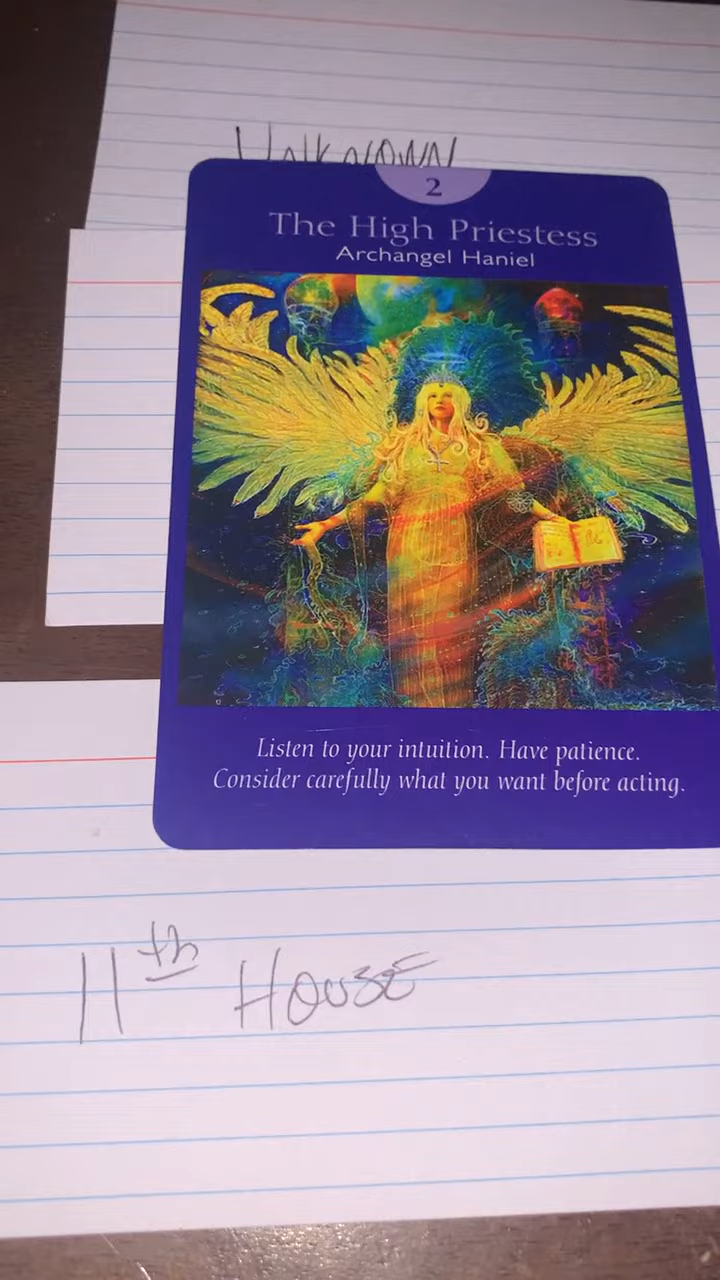 Unknown
2
The High Priestess
Archangel Haniel
Listen to your intuition. Have patience.
Consider carefully what you want before acting.
11th House